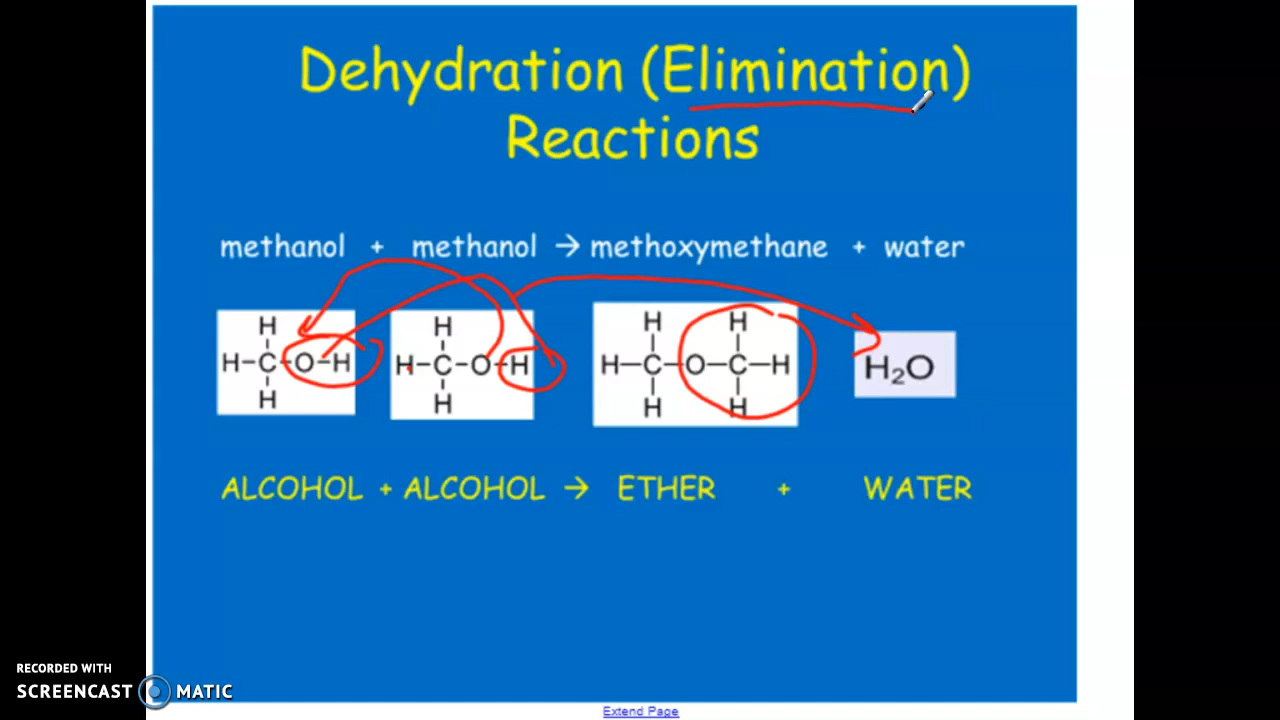 Dehydration (Elimination)
Reactions
methanol + methanol → methoxymethane + water
H H H H
H-C-O-H H-C-O-H H-C-O-C-H H₂O
H H H H
ALCOHOL + ALCOHOL → ETHER + WATER
RECORDED WITH
SCREENCAST MATIC
Extend Page